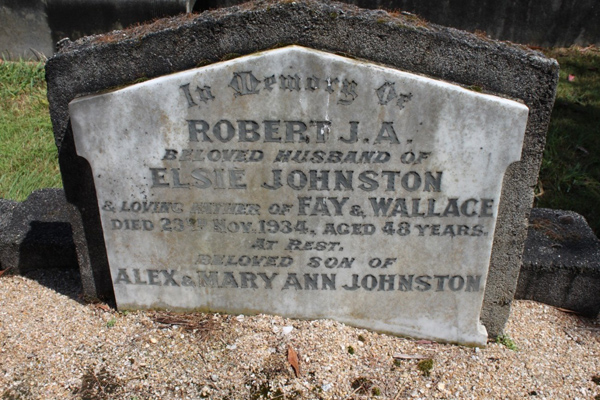 In Memory Of
ROBERT J. A.
BELOVED HUSBAND OF
ELSIE JOHNSTON
& LOVING FATHER OF FAY & WALLACE
DIED 23RD NOV. 1934, AGED 48 YEARS.
AT REST.
BELOVED SON OF
ALEX & MARY ANN JOHNSTON.